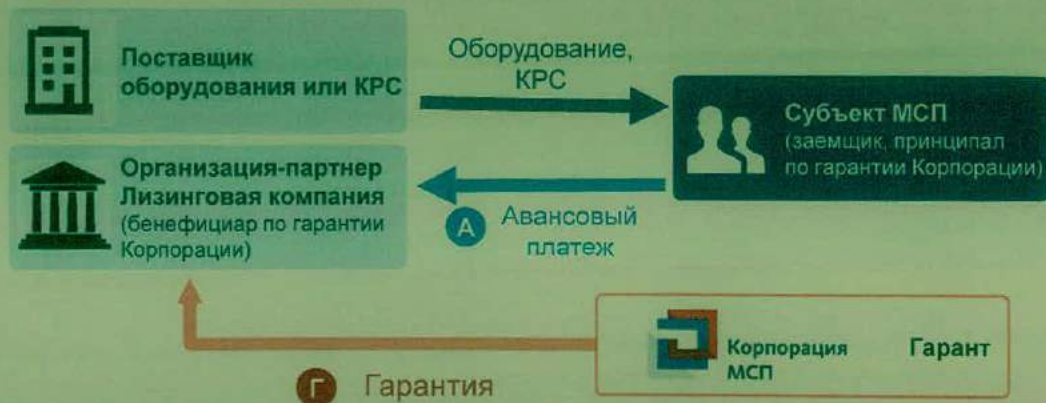 Поставщик
оборудования или КРС
Оборудование,
КРС
Субъект МСП
(заемщик, принципал
по гарантии Корпорации)
Организация-партнер
Лизинговая компания
(бенефициар по гарантии
Корпорации)
А Авансовый
платеж
Корпорация
МСП
Гарант
Г Гарантия